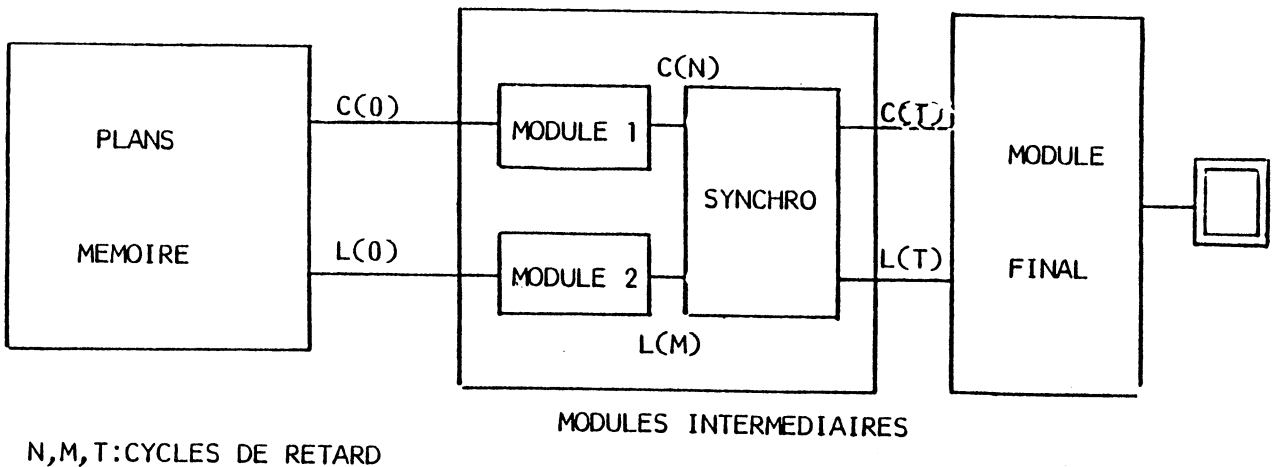 PLANS
MEMOIRE
C(0)
L(0)
C(N)
MODULE 1
MODULE 2
SYNCHRO
L(M)
C(T)
L(T)
MODULE
FINAL
MODULES INTERMEDIAIRES
N,M,T:CYCLES DE RETARD